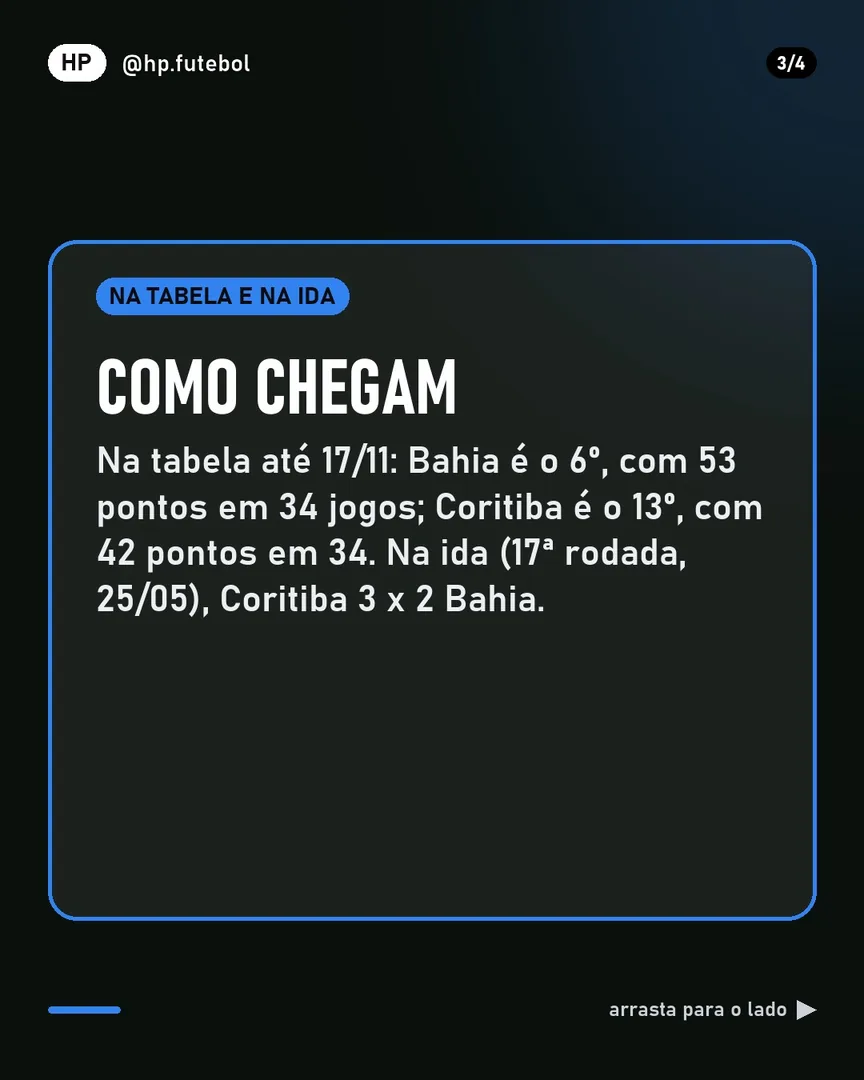 HP @hp.futebol
3/4
NA TABELA E NA IDA
COMO CHEGAM
Na tabela até 17/11: Bahia é o 6º, com 53
pontos em 34 jogos; Coritiba é o 13º, com
42 pontos em 34. Na ida (17ª rodada,
25/05), Coritiba 3 x 2 Bahia.
arrasta para o lado ▶